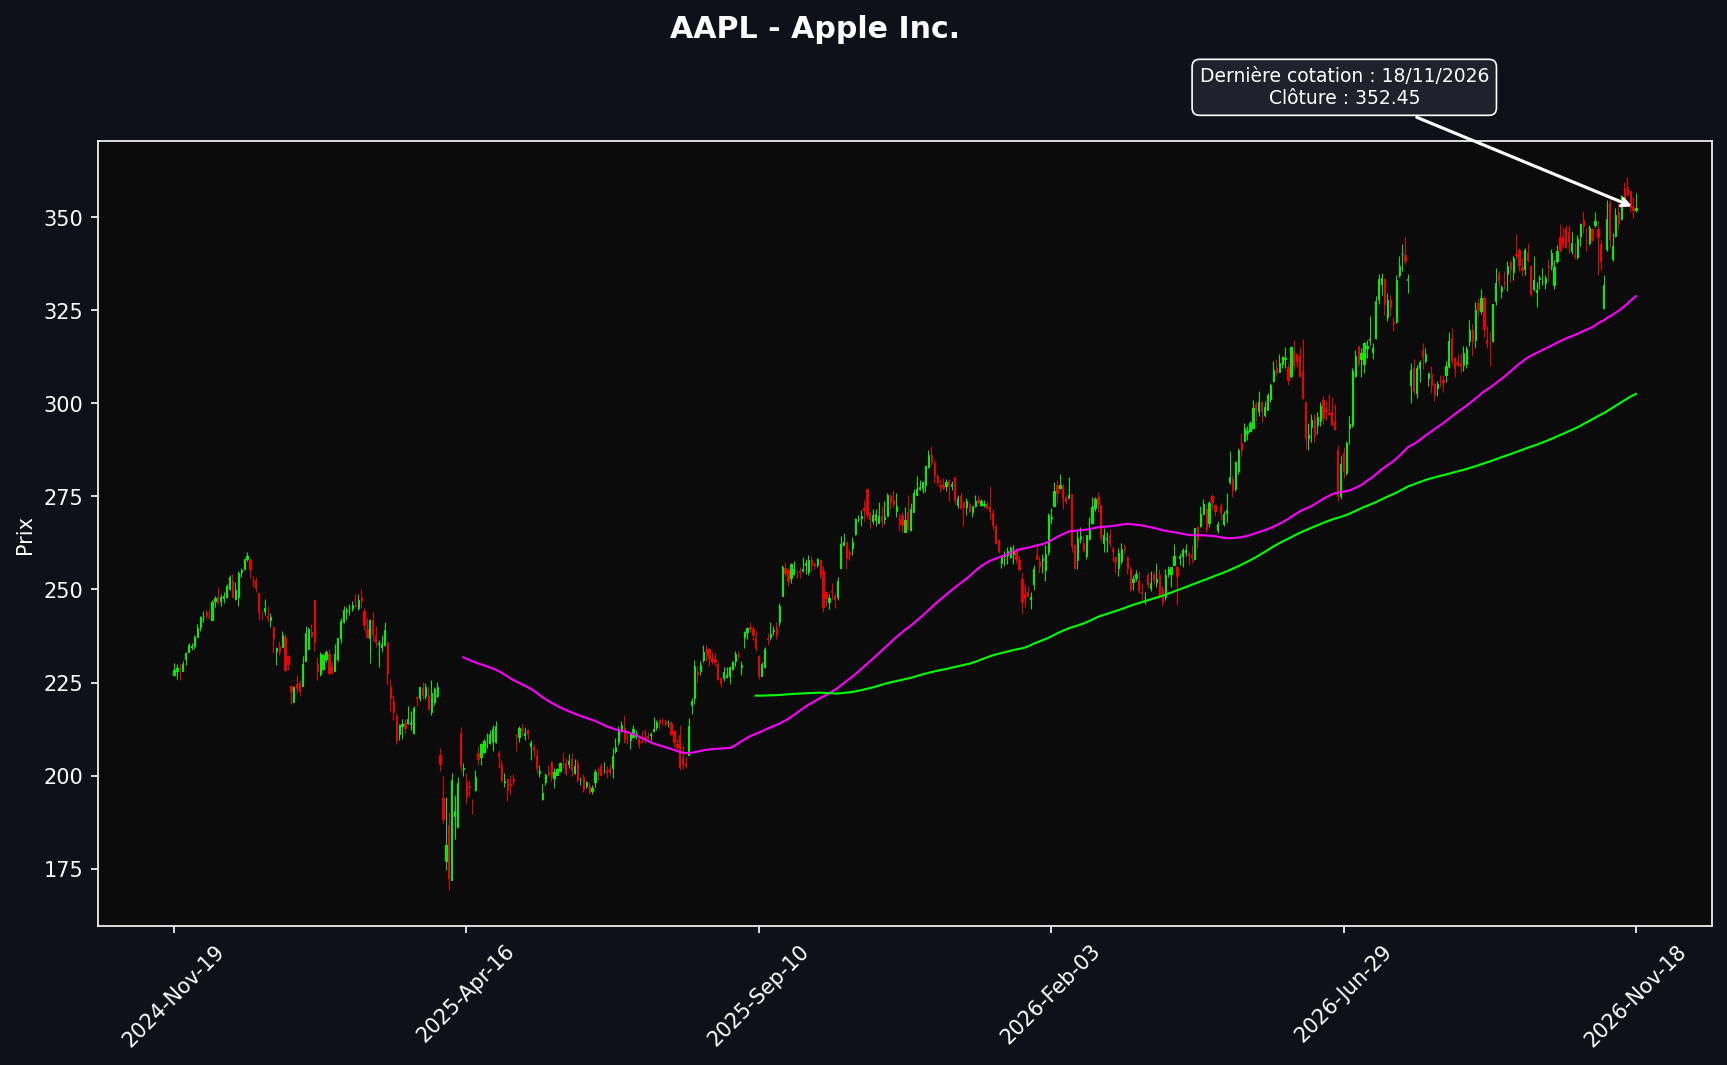 AAPL - Apple Inc.
Dernière cotation : 18/11/2026
Clôture : 352.45
Prix
350
325
300
275
250
225
200
175
2024-Nov-19
2025-Apr-16
2025-Sep-10
2026-Feb-03
2026-Jun-29
2026-Nov-18